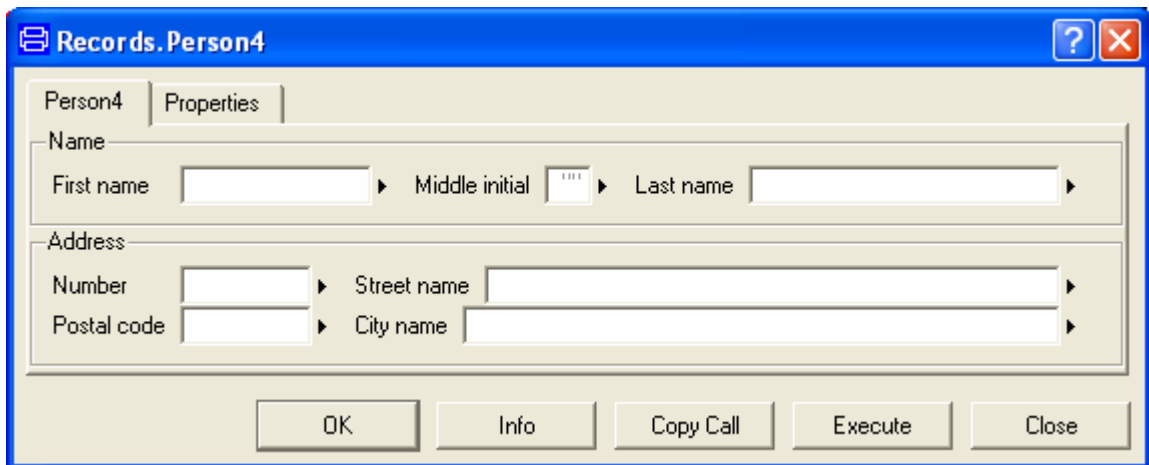 Records.Person4 ?
Person4 Properties
Name
First name Middle initial "" Last name
Address
Number Street name
Postal code City name
OK Info Copy Call Execute Close